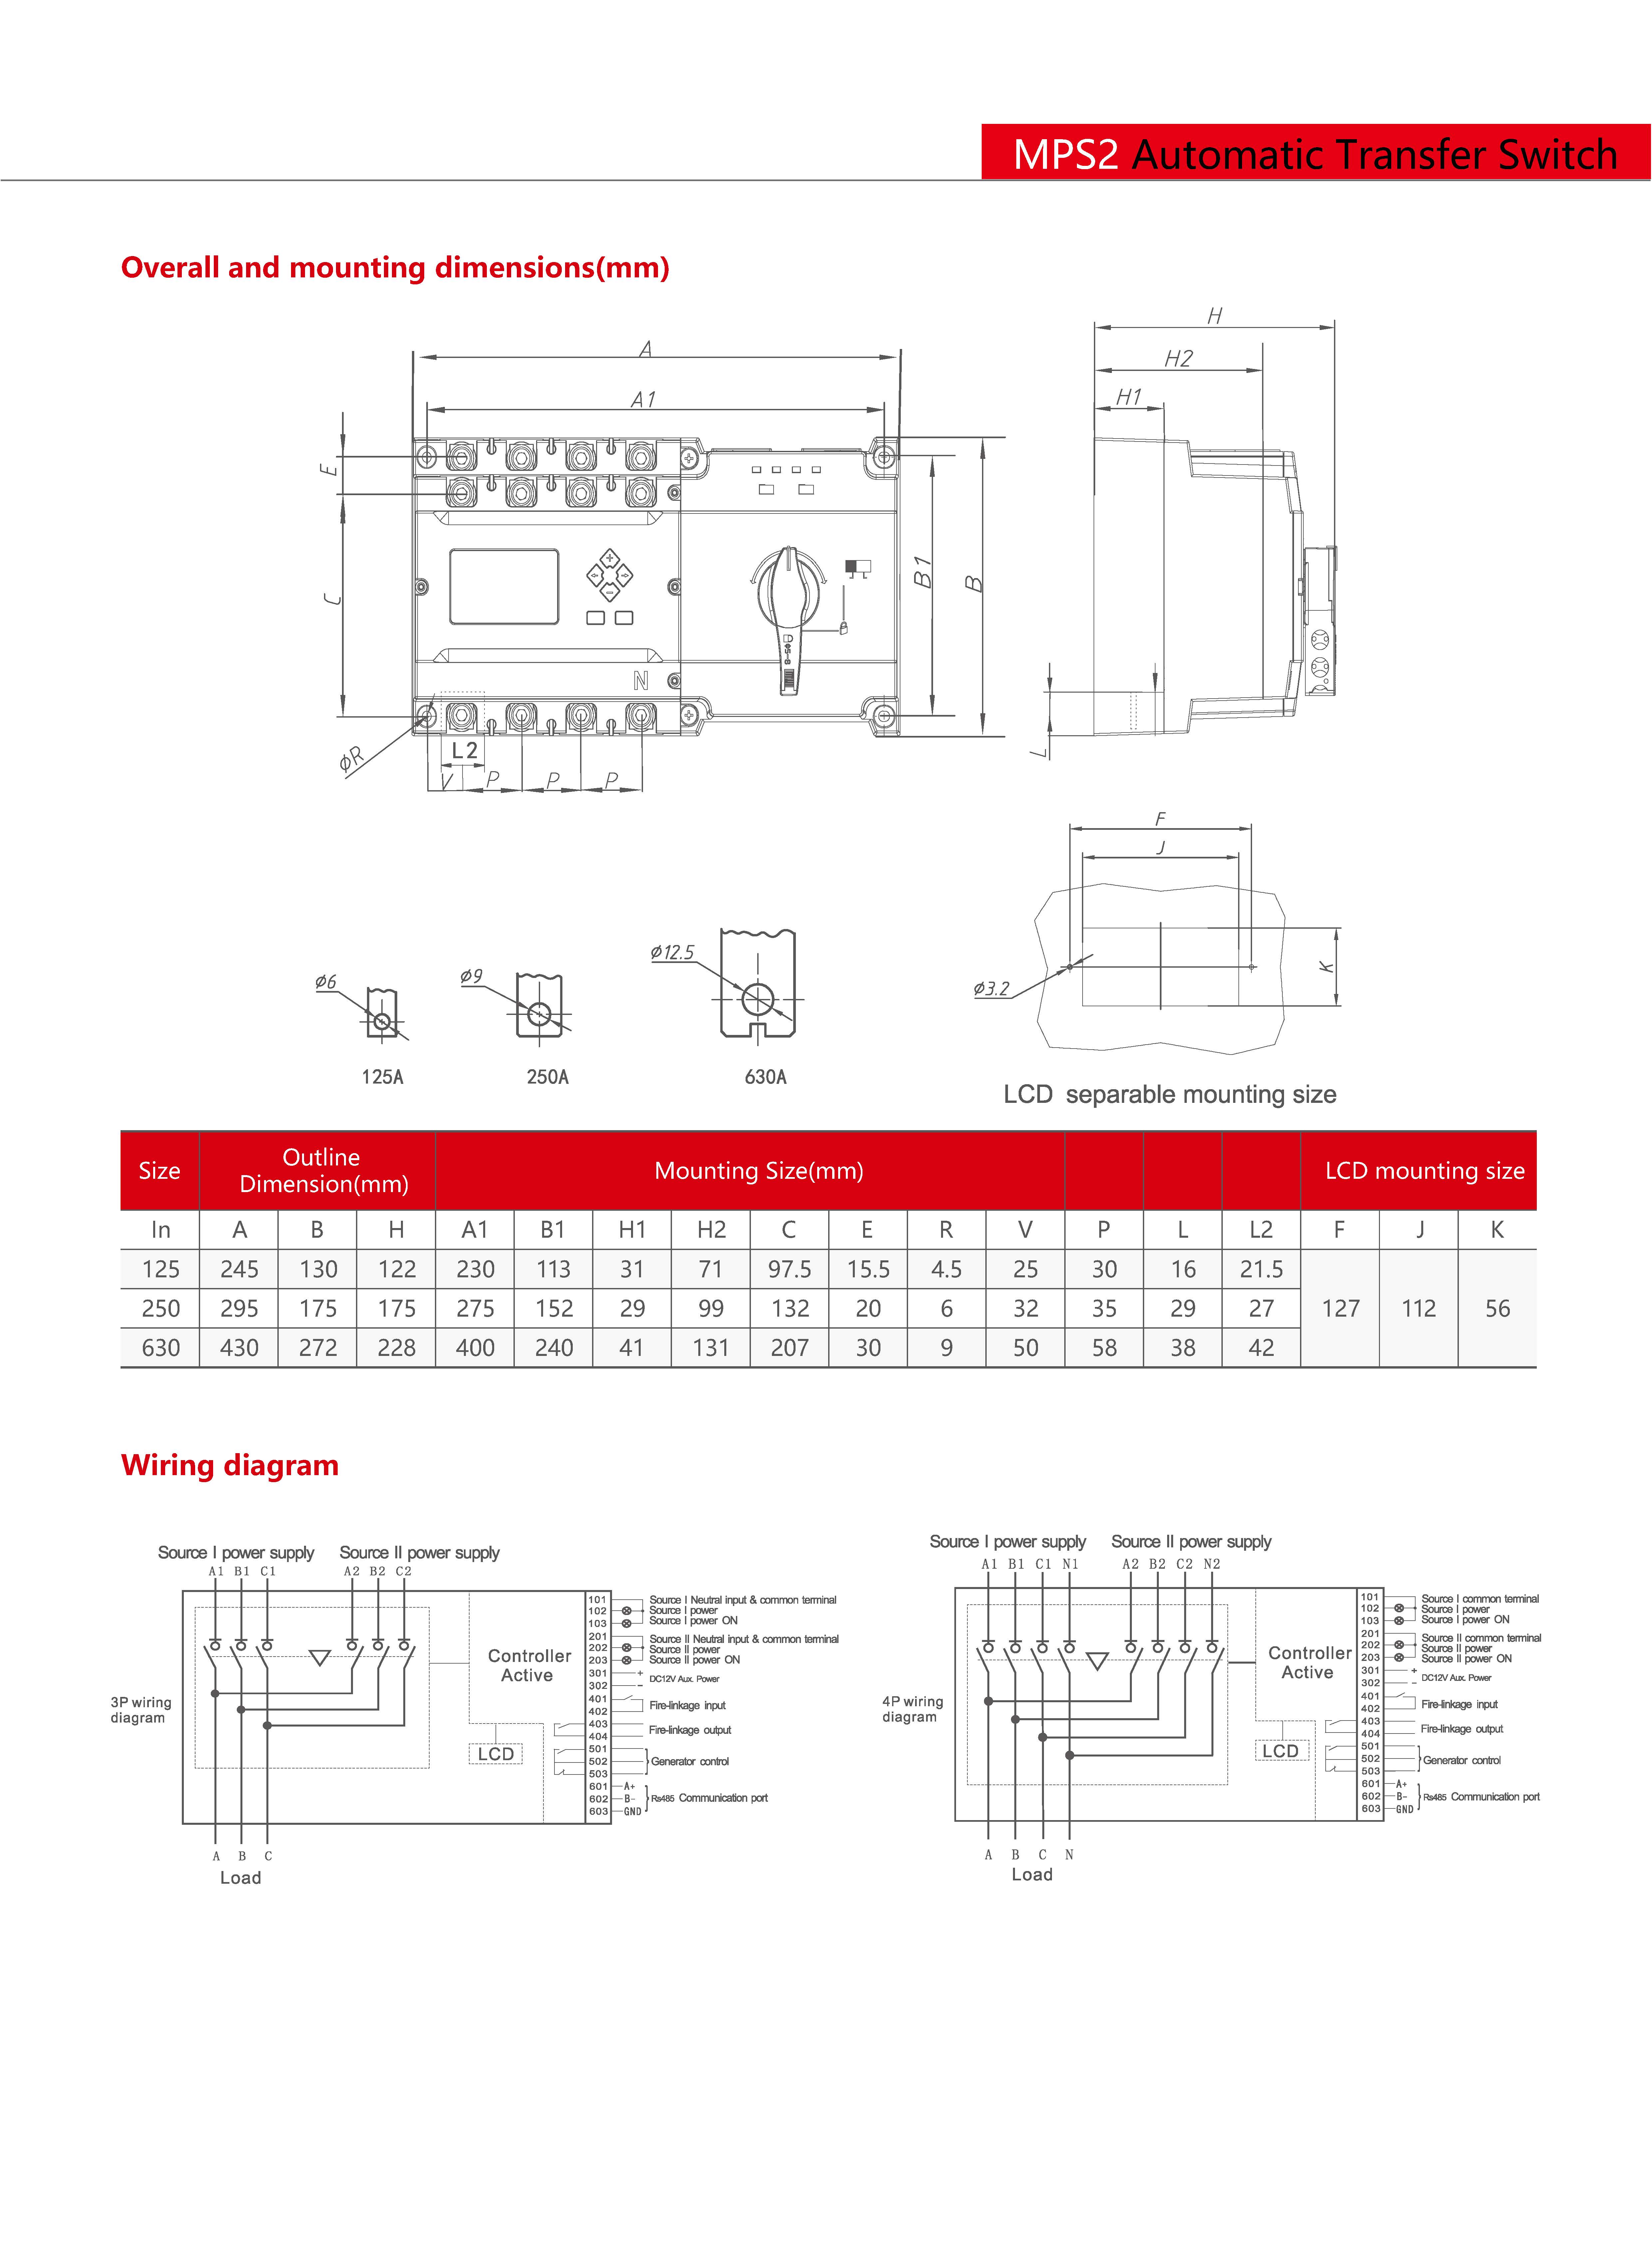 MPS2 Automatic Transfer Switch
Overall and mounting dimensions(mm)
H
A
H2
A1
H1
E
C
B1
B
N
L
ϕR
L2
V P P P
F
J
K
ϕ3.2
ϕ6
ϕ9
ϕ12.5
125A 250A 630A
LCD separable mounting size
Size Outline Dimension(mm) Mounting Size(mm) LCD mounting size
In A B H A1 B1 H1 H2 C E R V P L L2 F J K
125 245 130 122 230 113 31 71 97.5 15.5 4.5 25 30 16 21.5
250 295 175 175 275 152 29 99 132 20 6 32 35 29 27 127 112 56
630 430 272 228 400 240 41 131 207 30 9 50 58 38 42
Wiring diagram
Source I power supply Source II power supply
A1 B1 C1 A2 B2 C2
101 Source I Neutral input & common terminal
102 Source I power
103 Source I power ON
201 Source II Neutral input & common terminal
202 Source II power
203 Source II power ON
301 + DC12V Aux. Power
302 −
401 Fire-linkage input
402
403 Fire-linkage output
404
501
502 Generator control
503
601 A+
602 B- Rs485 Communication port
603 GND
Controller
Active
LCD
3P wiring
diagram
A B C
Load
Source I power supply Source II power supply
A1 B1 C1 N1 A2 B2 C2 N2
101 Source I common terminal
102 Source I power
103 Source I power ON
201 Source II common terminal
202 Source II power
203 Source II power ON
301 + DC12V Aux. Power
302 −
401 Fire-linkage input
402
403 Fire-linkage output
404
501
502 Generator control
503
601 A+
602 B- Rs485 Communication port
603 GND
Controller
Active
LCD
4P wiring
diagram
A B C N
Load